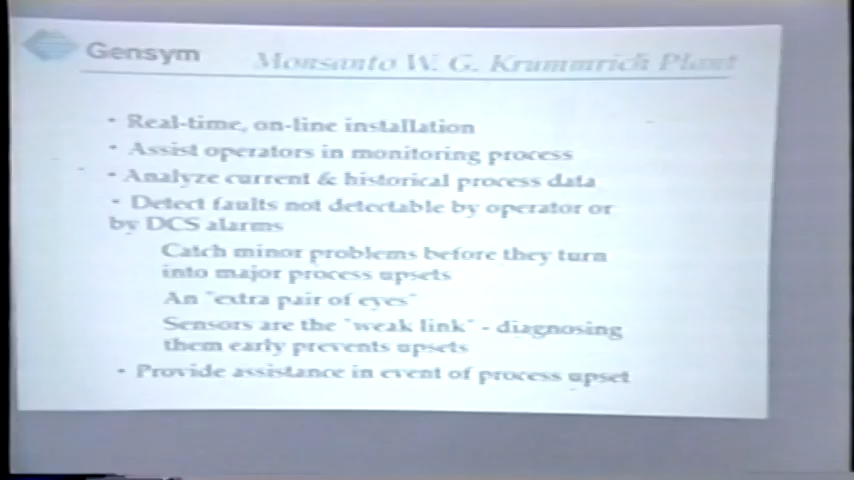 Gensym
Monsanto W. G. Krummrich Plant
• Real-time, on-line installation
• Assist operators in monitoring process
• Analyze current & historical process data
• Detect faults not detectable by operator or
by DCS alarms
Catch minor problems before they turn
into major process upsets
An "extra pair of eyes"
Sensors are the "weak link" - diagnosing
them early prevents upsets
• Provide assistance in event of process upset